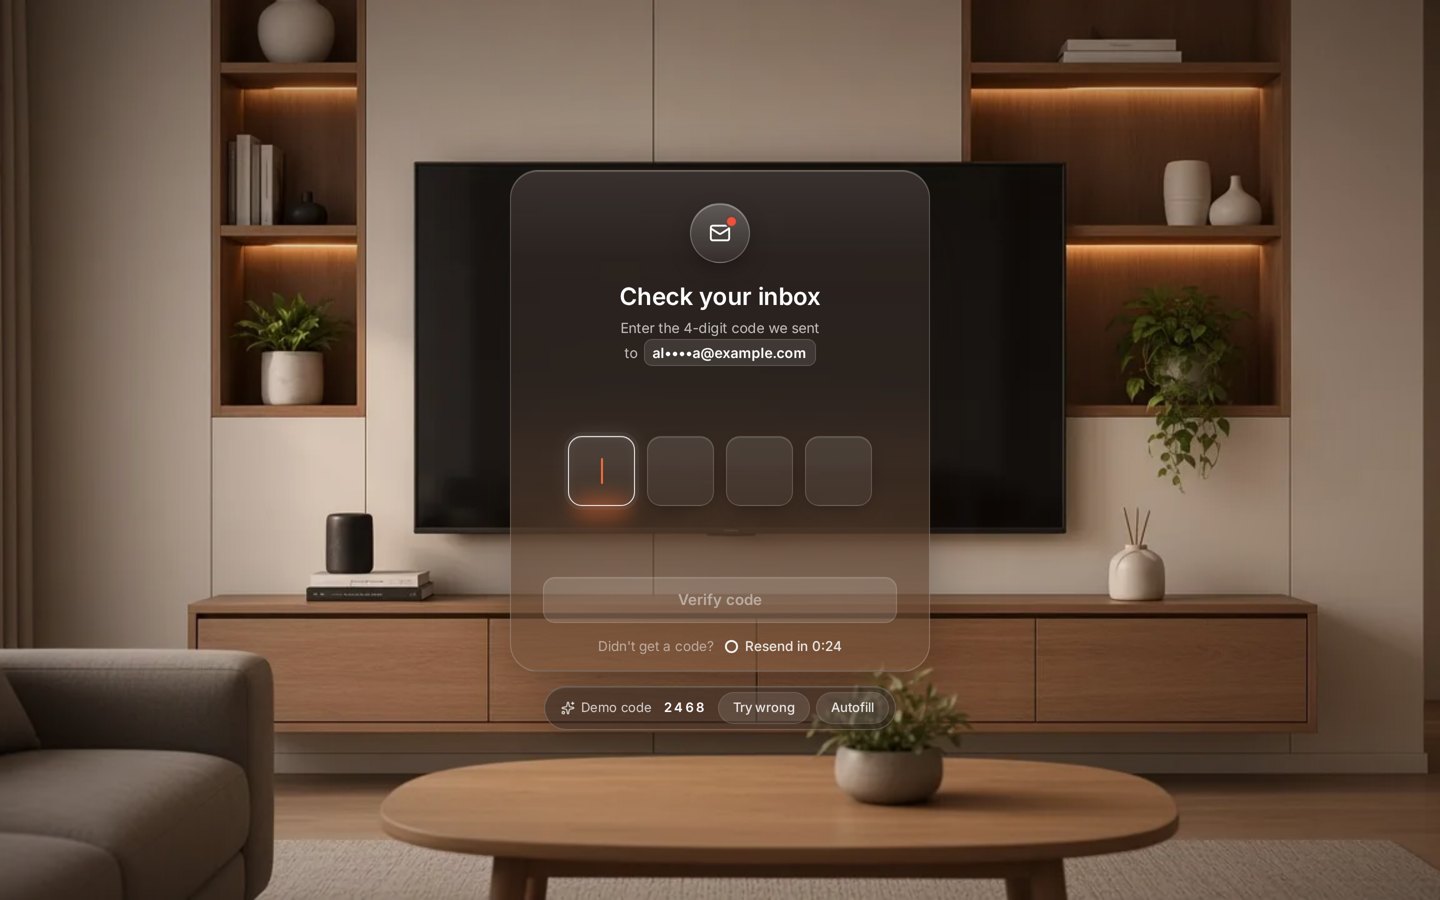 Check your inbox
Enter the 4-digit code we sent
to al••••a@example.com
Verify code
Didn't get a code? Resend in 0:24
Demo code 2468 Try wrong Autofill